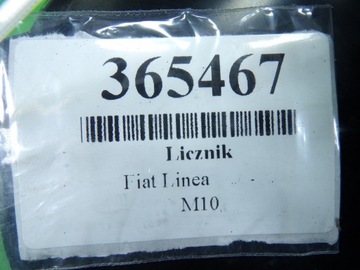 365467
Licznik
Fiat Linea
M10